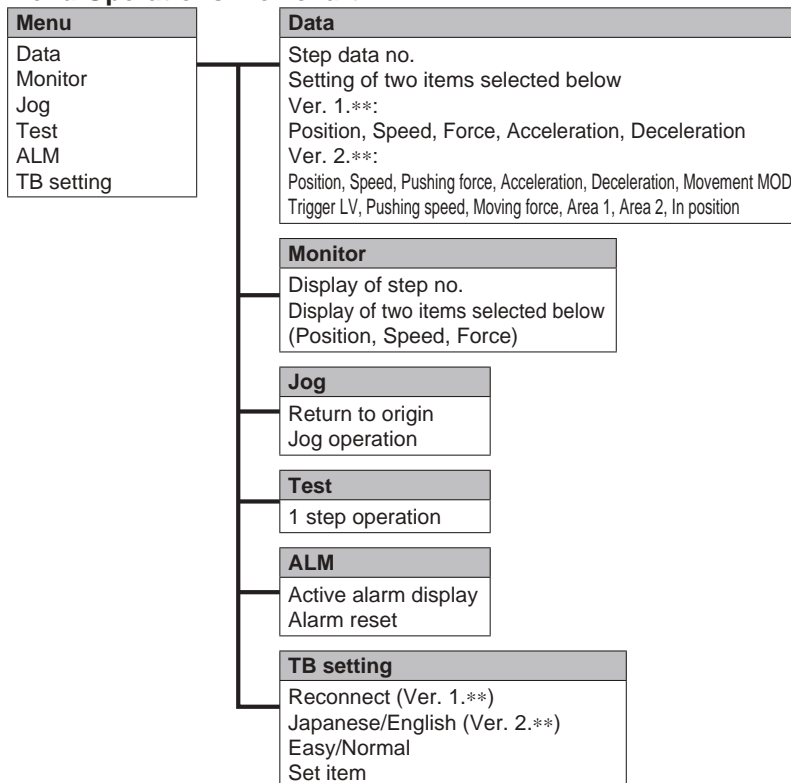 Menu
Data
Monitor
Jog
Test
ALM
TB setting
Data
Step data no.
Setting of two items selected below
Ver. 1.**:
Position, Speed, Force, Acceleration, Deceleration
Ver. 2.**:
Position, Speed, Pushing force, Acceleration, Deceleration, Movement MOD
Trigger LV, Pushing speed, Moving force, Area 1, Area 2, In position
Monitor
Display of step no.
Display of two items selected below
(Position, Speed, Force)
Jog
Return to origin
Jog operation
Test
1 step operation
ALM
Active alarm display
Alarm reset
TB setting
Reconnect (Ver. 1.**)
Japanese/English (Ver. 2.**)
Easy/Normal
Set item